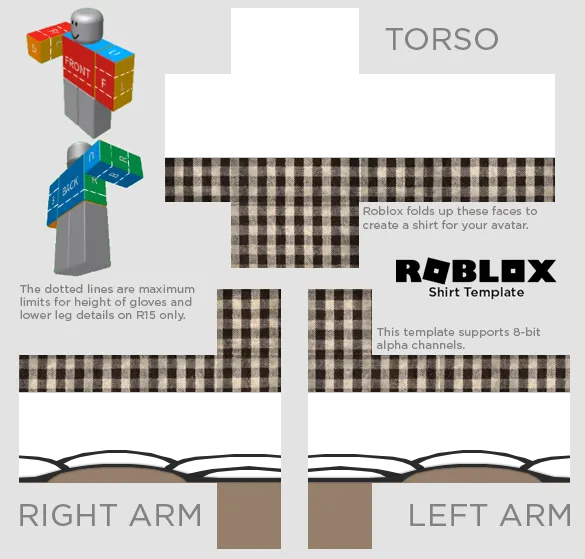 TORSO
FRONT
F
L
U
R
D
U
BACK
B
R
Roblox folds up these faces to
create a shirt for your avatar.
ROBLOX
Shirt Template
The dotted lines are maximum
limits for height of gloves and
lower leg details on R15 only.
This template supports 8-bit
alpha channels.
RIGHT ARM
LEFT ARM